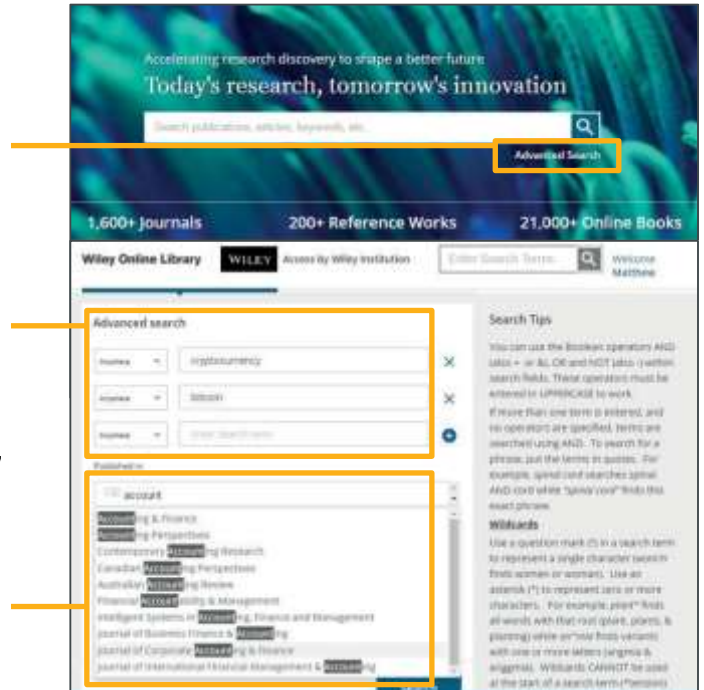 Accelerating research discovery to shape a better future
Today's research, tomorrow's innovation
Search publications, articles, keywords, etc.
Advanced Search
1,600+ Journals 200+ Reference Works 21,000+ Online Books
Wiley Online Library WILEY Access By Wiley Institution Enter Search Terms Welcome
Matthew
Advanced search
cryptocurrency
bitcoin
Enter search term
Published in
account
Accounting & Finance
Accounting Perspectives
Contemporary Accounting Research
Canadian Accounting Perspectives
Australian Accounting Review
Financial Accountability & Management
Intelligent Systems in Accounting, Finance and Management
Journal of Business Finance & Accounting
Journal of Corporate Accounting & Finance
Journal of International Financial Management & Accounting
Search Tips
You can use the Boolean operators AND
(also + or &), OR and NOT (also -) within
search fields. These operators must be
entered in UPPERCASE to work.
If more than one term is entered, and
no operators are specified, terms are
searched using AND. To search for a
phrase, put the terms in quotes. For
example, spinal cord searches spinal
AND cord while "spinal cord" finds this
exact phrase.
Wildcards
Use a question mark (?) in a search term
to represent a single character (wom?n
finds women or woman). Use an
asterisk (*) to represent zero or more
characters. For example, plant* finds
all words with that root (plant, plants, &
planting) while an*mia finds variants
with one or more letters (angmia &
anggmia). Wildcards CANNOT be used
at the start of a search term